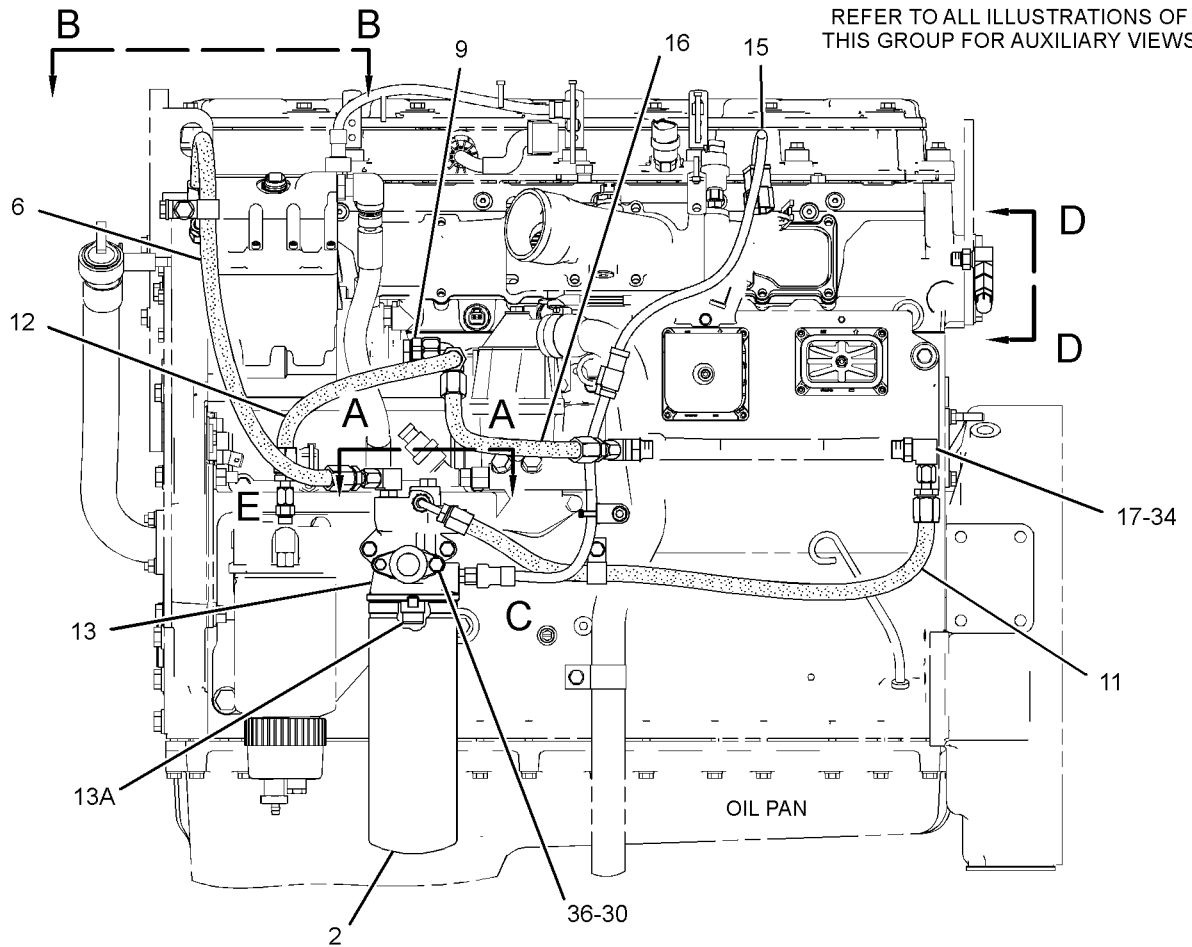 REFER TO ALL ILLUSTRATIONS OF
THIS GROUP FOR AUXILIARY VIEWS
B
B
9
16
15
6
D
12
D
A
A
E
17-34
13
C
11
13A
OIL PAN
36-30
2